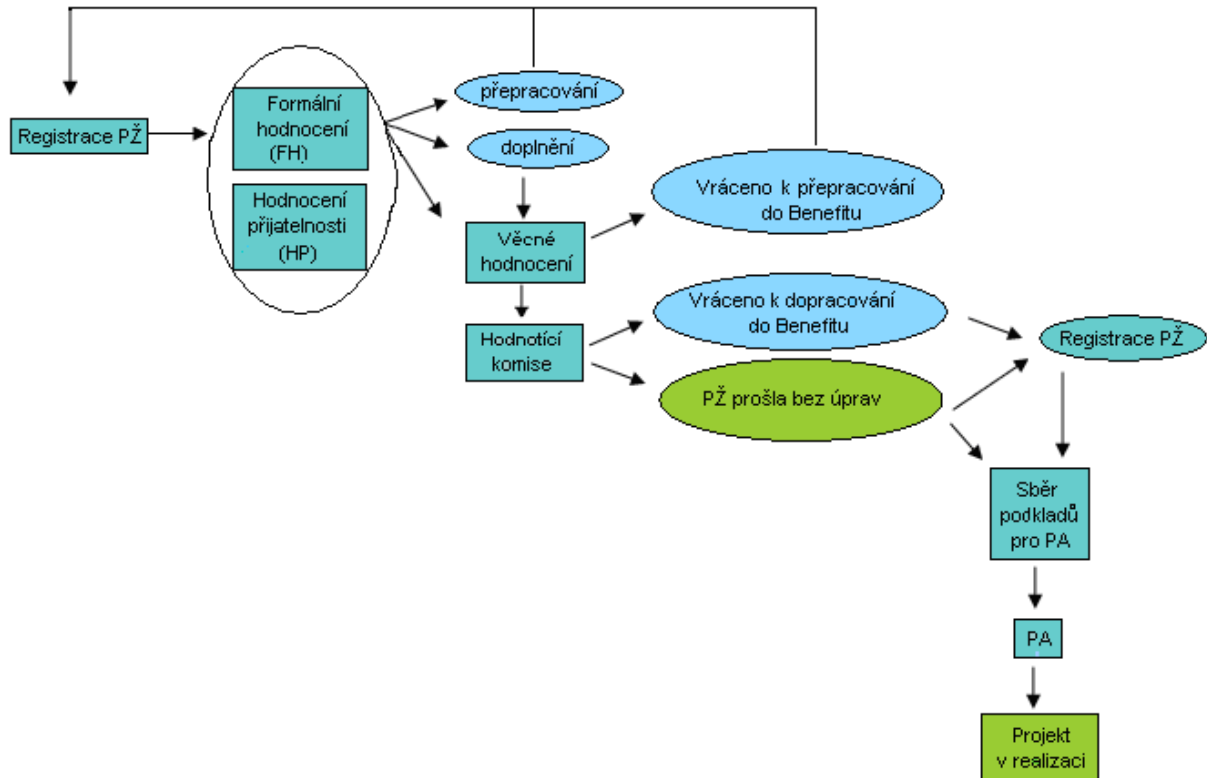 Registrace PŽ
Formální
hodnocení
(FH)
Hodnocení
přijatelnosti
(HP)
přepracování
doplnění
Věcné
hodnocení
Vráceno k přepracování
do Benefitu
Hodnotící
komise
Vráceno k dopracování
do Benefitu
PŽ prošla bez úprav
Registrace PŽ
Sběr
podkladů
pro PA
PA
Projekt
v realizaci